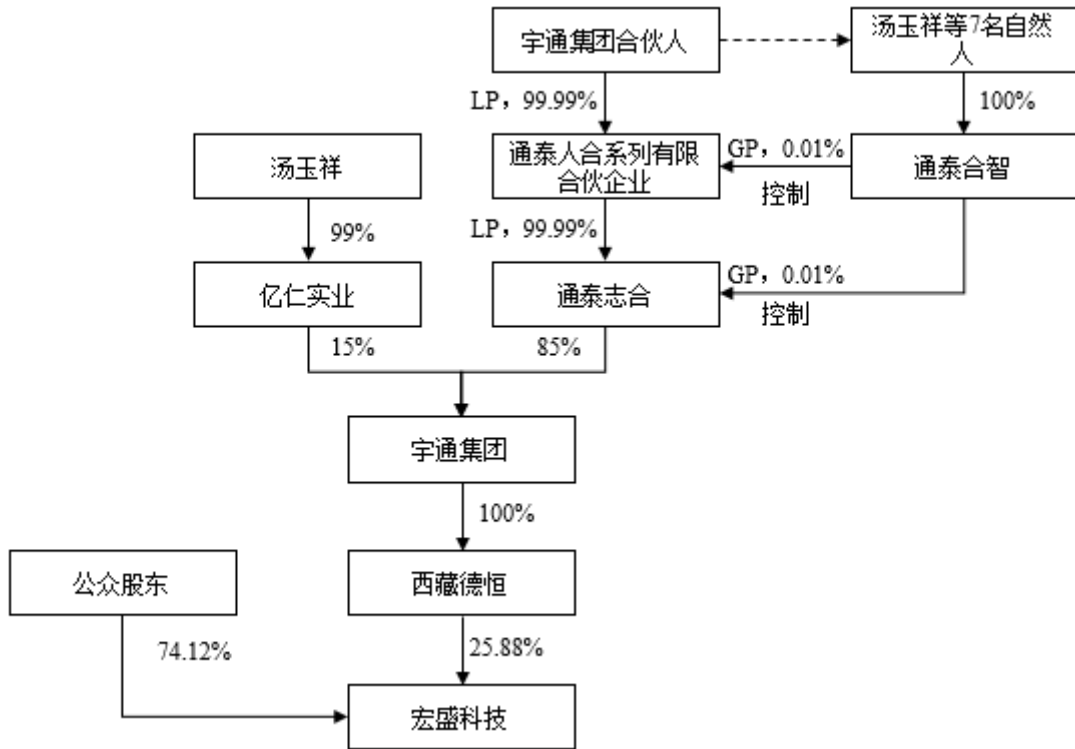 宇通集团合伙人
汤玉祥等7名自然
人
LP，99.99%
100%
汤玉祥
通泰人合系列有限
合伙企业
GP，0.01%
控制
通泰合智
99%
LP，99.99%
亿仁实业
通泰志合
GP，0.01%
控制
15%
85%
宇通集团
100%
公众股东
西藏德恒
74.12%
25.88%
宏盛科技